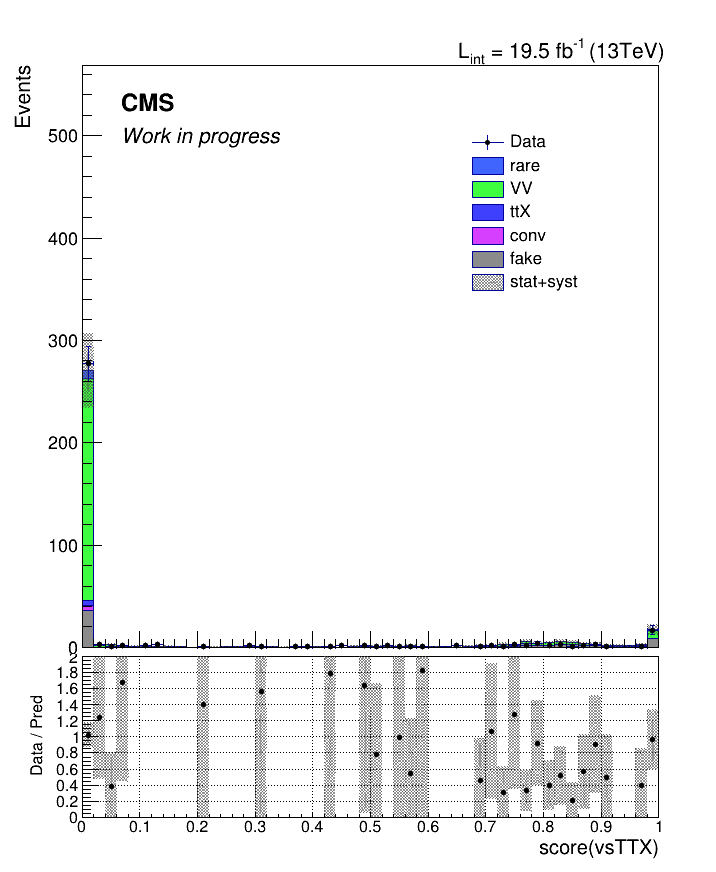 L_int = 19.5 fb^-1 (13TeV)
Events
CMS
Work in progress
500
400
300
200
100
0
Data
rare
VV
ttX
conv
fake
stat+syst
Data / Pred
2
1.8
1.6
1.4
1.2
1
0.8
0.6
0.4
0.2
0
0 0.1 0.2 0.3 0.4 0.5 0.6 0.7 0.8 0.9 1
score(vsTTX)